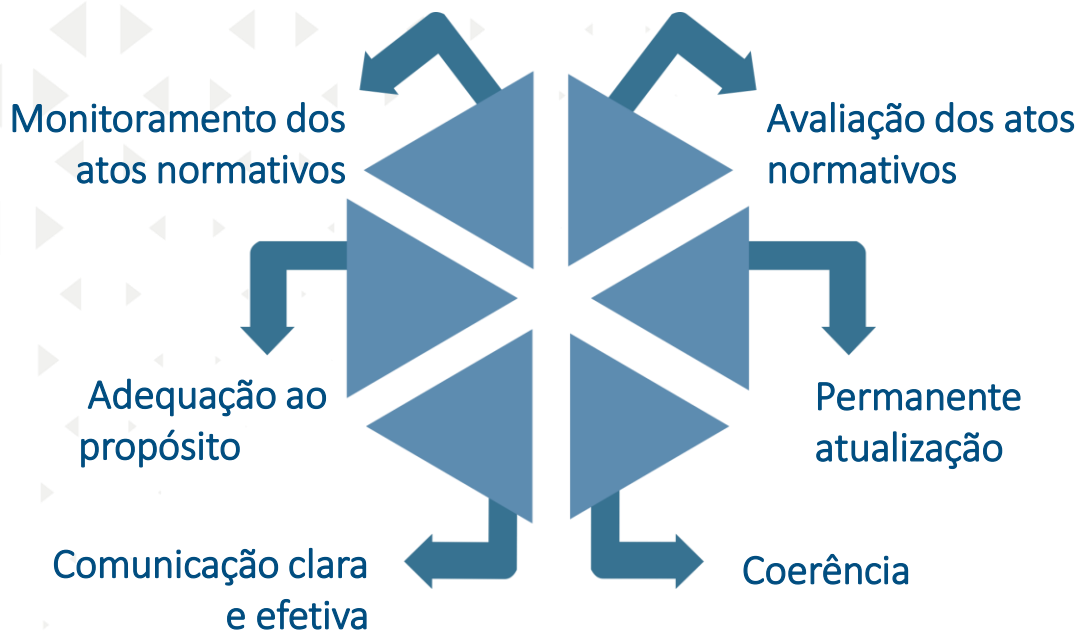 Monitoramento dos
atos normativos
Avaliação dos atos
normativos
Adequação ao
propósito
Permanente
atualização
Comunicação clara
e efetiva
Coerência